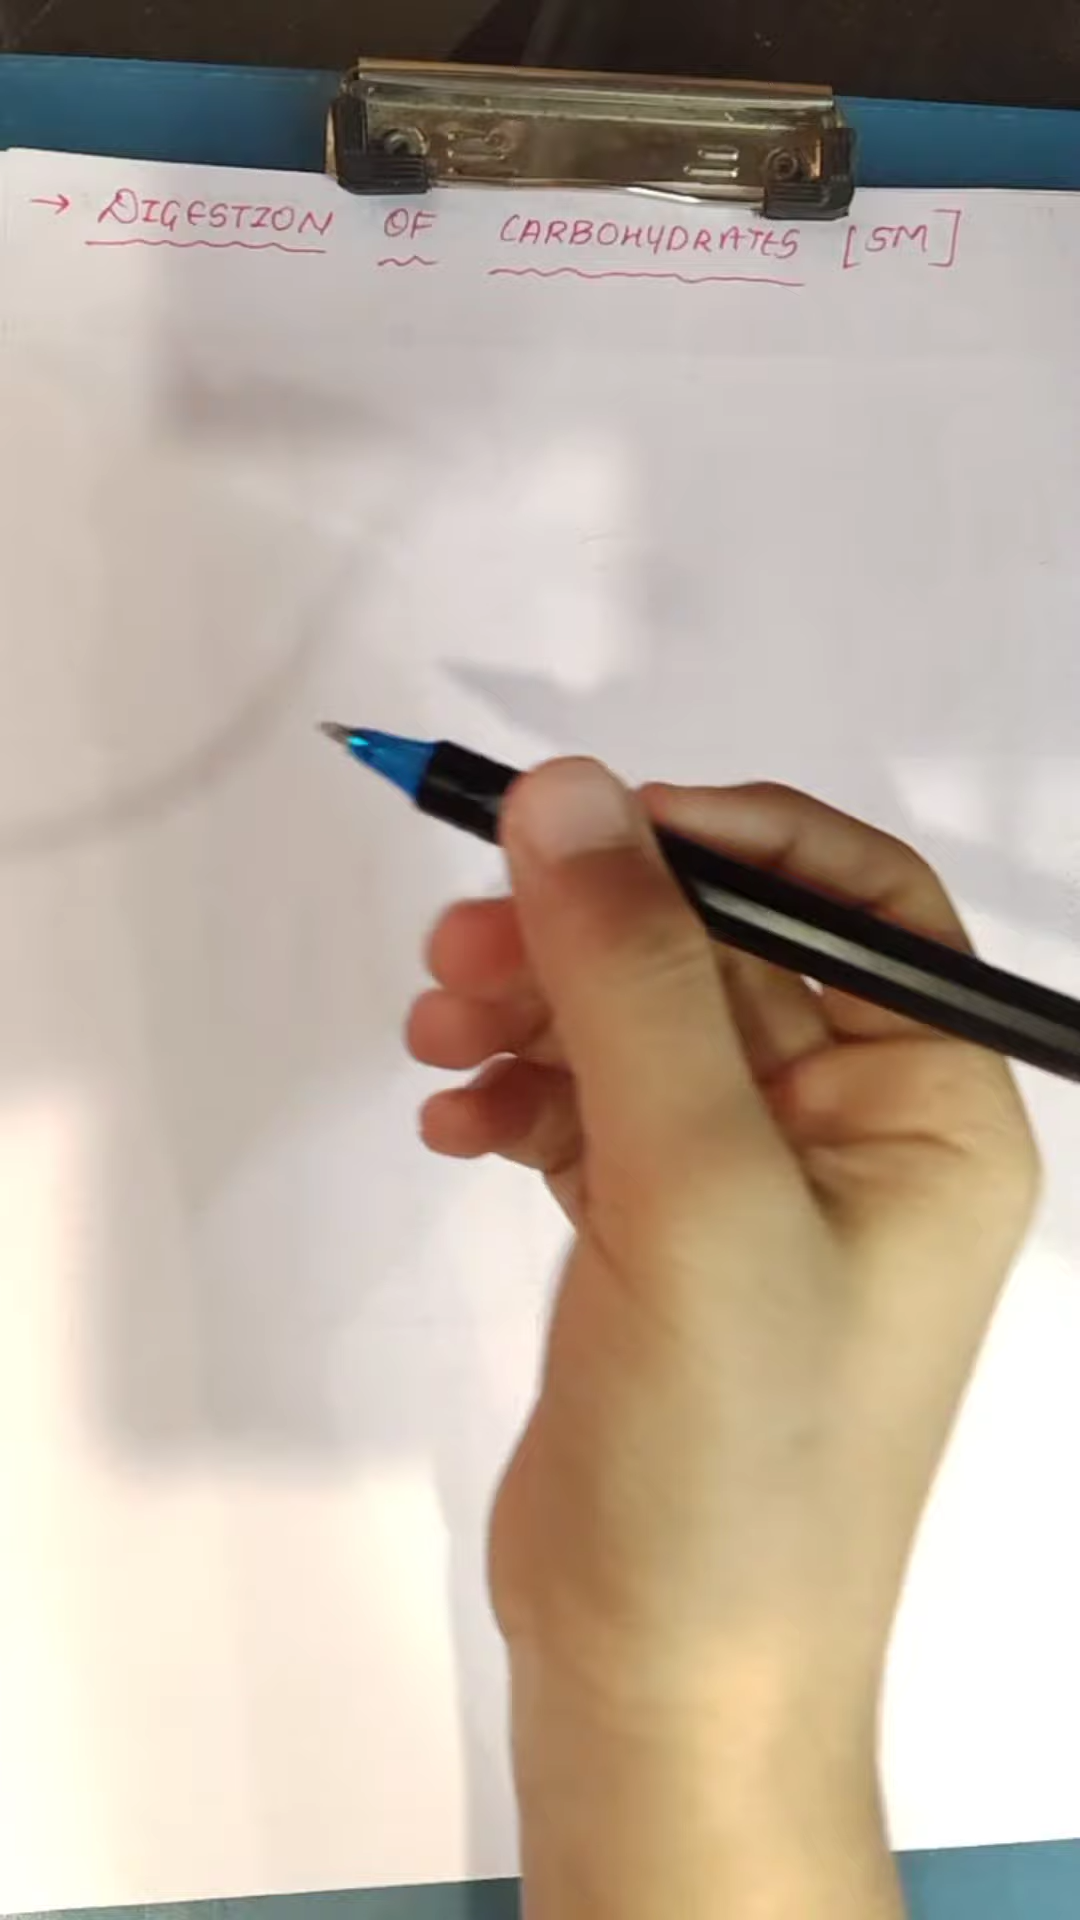 → DIGESTION OF CARBOHYDRATES [5M]